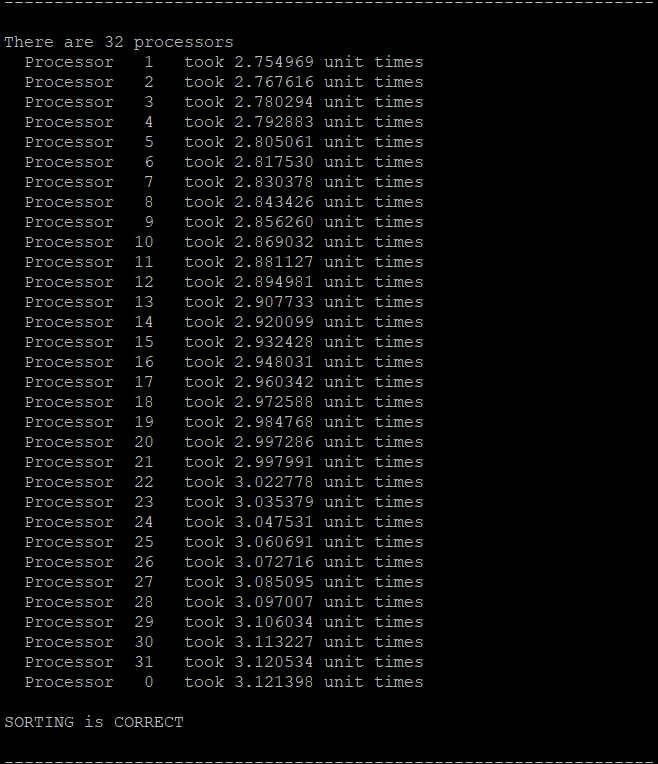 --------------------------------------------------------------------------------
There are 32 processors
  Processor   1   took 2.754969 unit times
  Processor   2   took 2.767616 unit times
  Processor   3   took 2.780294 unit times
  Processor   4   took 2.792883 unit times
  Processor   5   took 2.805061 unit times
  Processor   6   took 2.817530 unit times
  Processor   7   took 2.830378 unit times
  Processor   8   took 2.843426 unit times
  Processor   9   took 2.856260 unit times
  Processor  10   took 2.869032 unit times
  Processor  11   took 2.881127 unit times
  Processor  12   took 2.894981 unit times
  Processor  13   took 2.907733 unit times
  Processor  14   took 2.920099 unit times
  Processor  15   took 2.932428 unit times
  Processor  16   took 2.948031 unit times
  Processor  17   took 2.960342 unit times
  Processor  18   took 2.972588 unit times
  Processor  19   took 2.984768 unit times
  Processor  20   took 2.997286 unit times
  Processor  21   took 2.997991 unit times
  Processor  22   took 3.022778 unit times
  Processor  23   took 3.035379 unit times
  Processor  24   took 3.047531 unit times
  Processor  25   took 3.060691 unit times
  Processor  26   took 3.072716 unit times
  Processor  27   took 3.085095 unit times
  Processor  28   took 3.097007 unit times
  Processor  29   took 3.106034 unit times
  Processor  30   took 3.113227 unit times
  Processor  31   took 3.120534 unit times
  Processor   0   took 3.121398 unit times
SORTING is CORRECT
--------------------------------------------------------------------------------